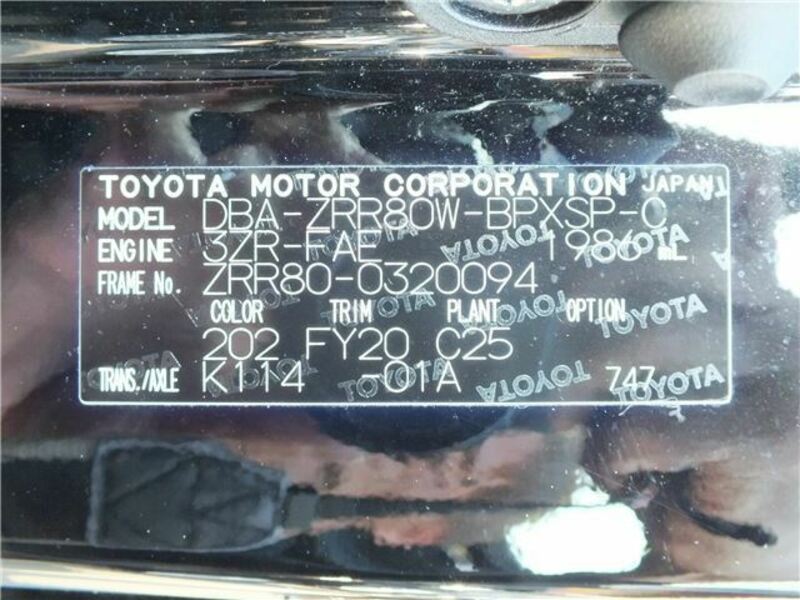 TOYOTA MOTOR CORPORATION JAPAN
MODEL DBA-ZRR80W-BPXSP-C
ENGINE 3ZR-FAE 1986 mL
FRAME No. ZRR80-0320094
COLOR TRIM PLANT OPTION
202 FY20 C25
TRANS./AXLE K114 -01A 747